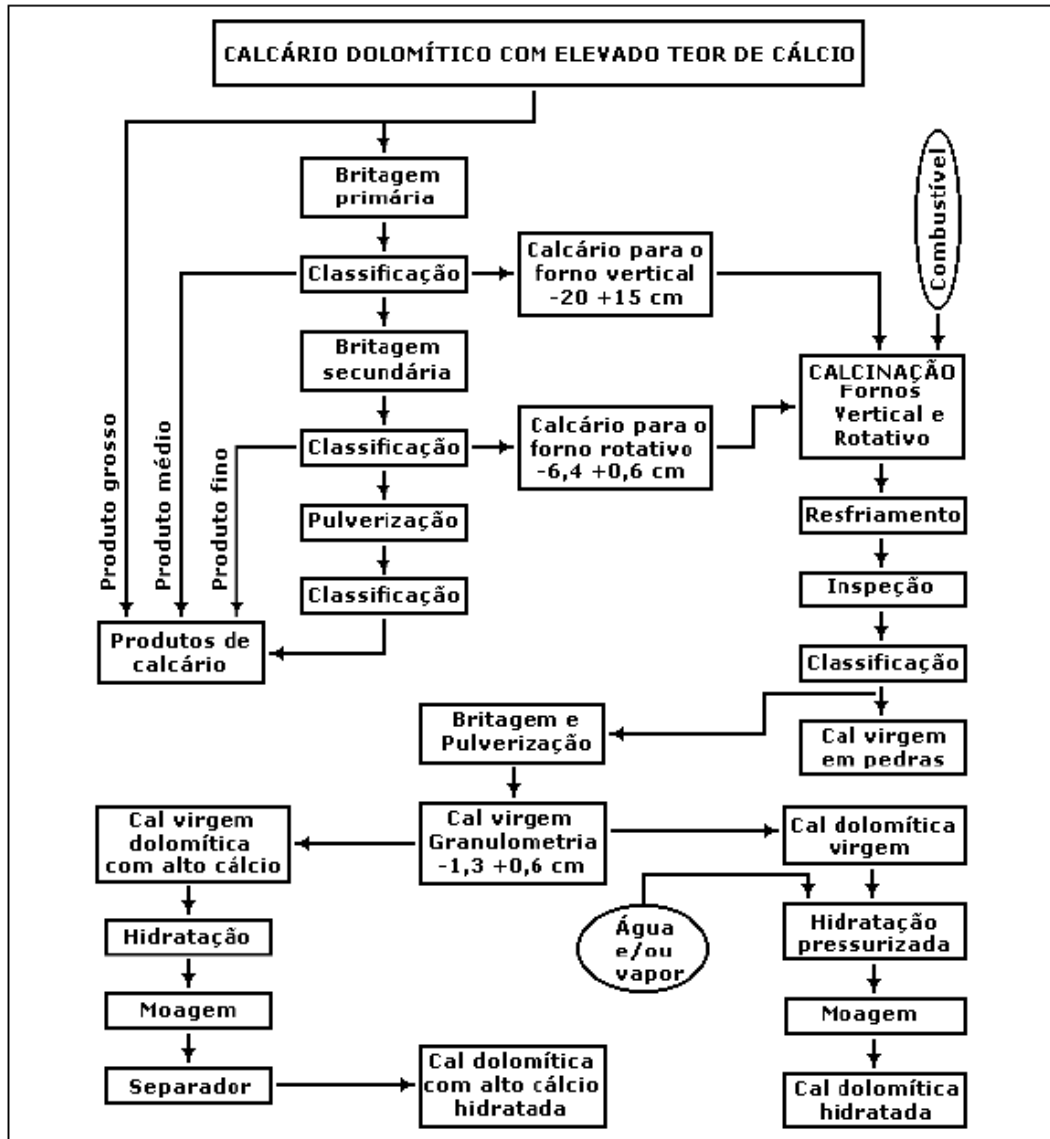 CALCÁRIO DOLOMÍTICO COM ELEVADO TEOR DE CÁLCIO
Britagem
primária
Combustível
Classificação
Calcário para o
forno vertical
-20 +15 cm
Britagem
secundária
CALCINAÇÃO
Fornos
Vertical e
Rotativo
Produto grosso
Produto médio
Produto fino
Classificação
Calcário para o
forno rotativo
-6,4 +0,6 cm
Pulverização
Resfriamento
Classificação
Inspeção
Produtos de
calcário
Classificação
Britagem e
Pulverização
Cal virgem
em pedras
Cal virgem
dolomítica
com alto cálcio
Cal virgem
Granulometria
-1,3 +0,6 cm
Cal dolomítica
virgem
Hidratação
Água
e/ou
vapor
Hidratação
pressurizada
Moagem
Moagem
Separador
Cal dolomítica
com alto cálcio
hidratada
Cal dolomítica
hidratada